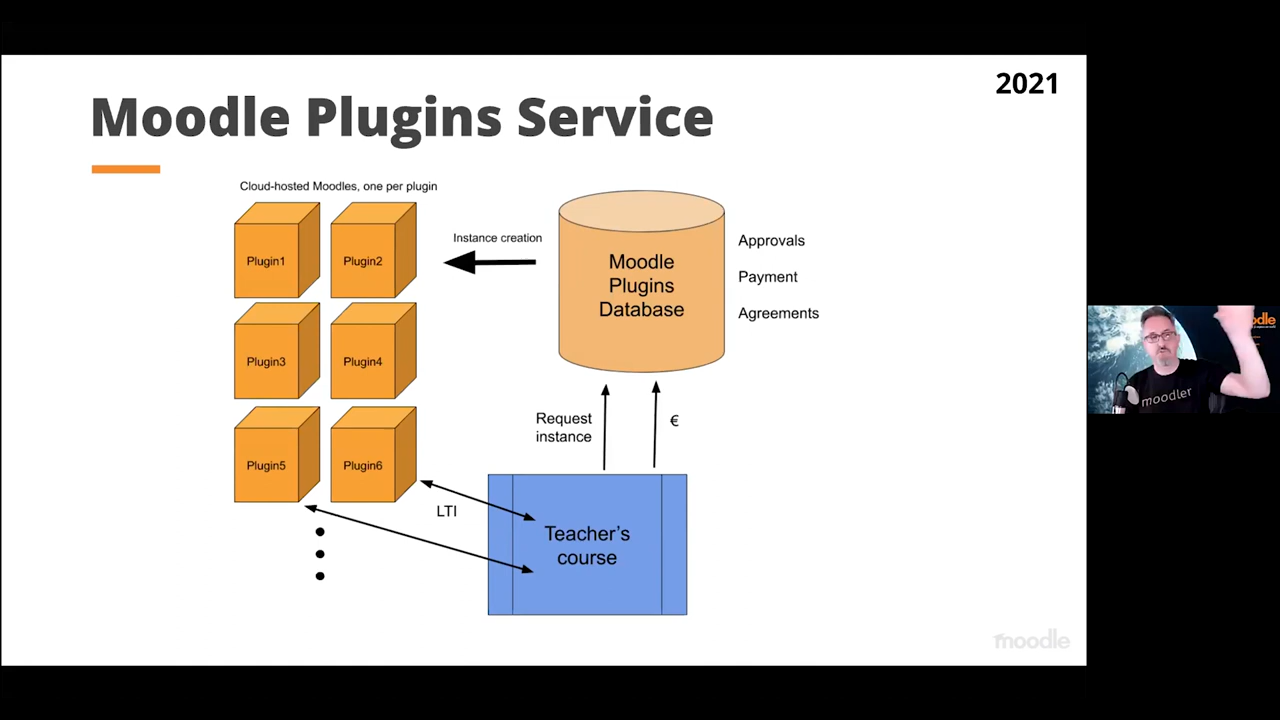 2021
Moodle Plugins Service
Cloud-hosted Moodles, one per plugin
Plugin1
Plugin2
Instance creation
Moodle
Plugins
Database
Approvals
Payment
Agreements
Plugin3
Plugin4
Request
instance
€
Plugin5
Plugin6
LTI
Teacher's
course
moodle
moodler